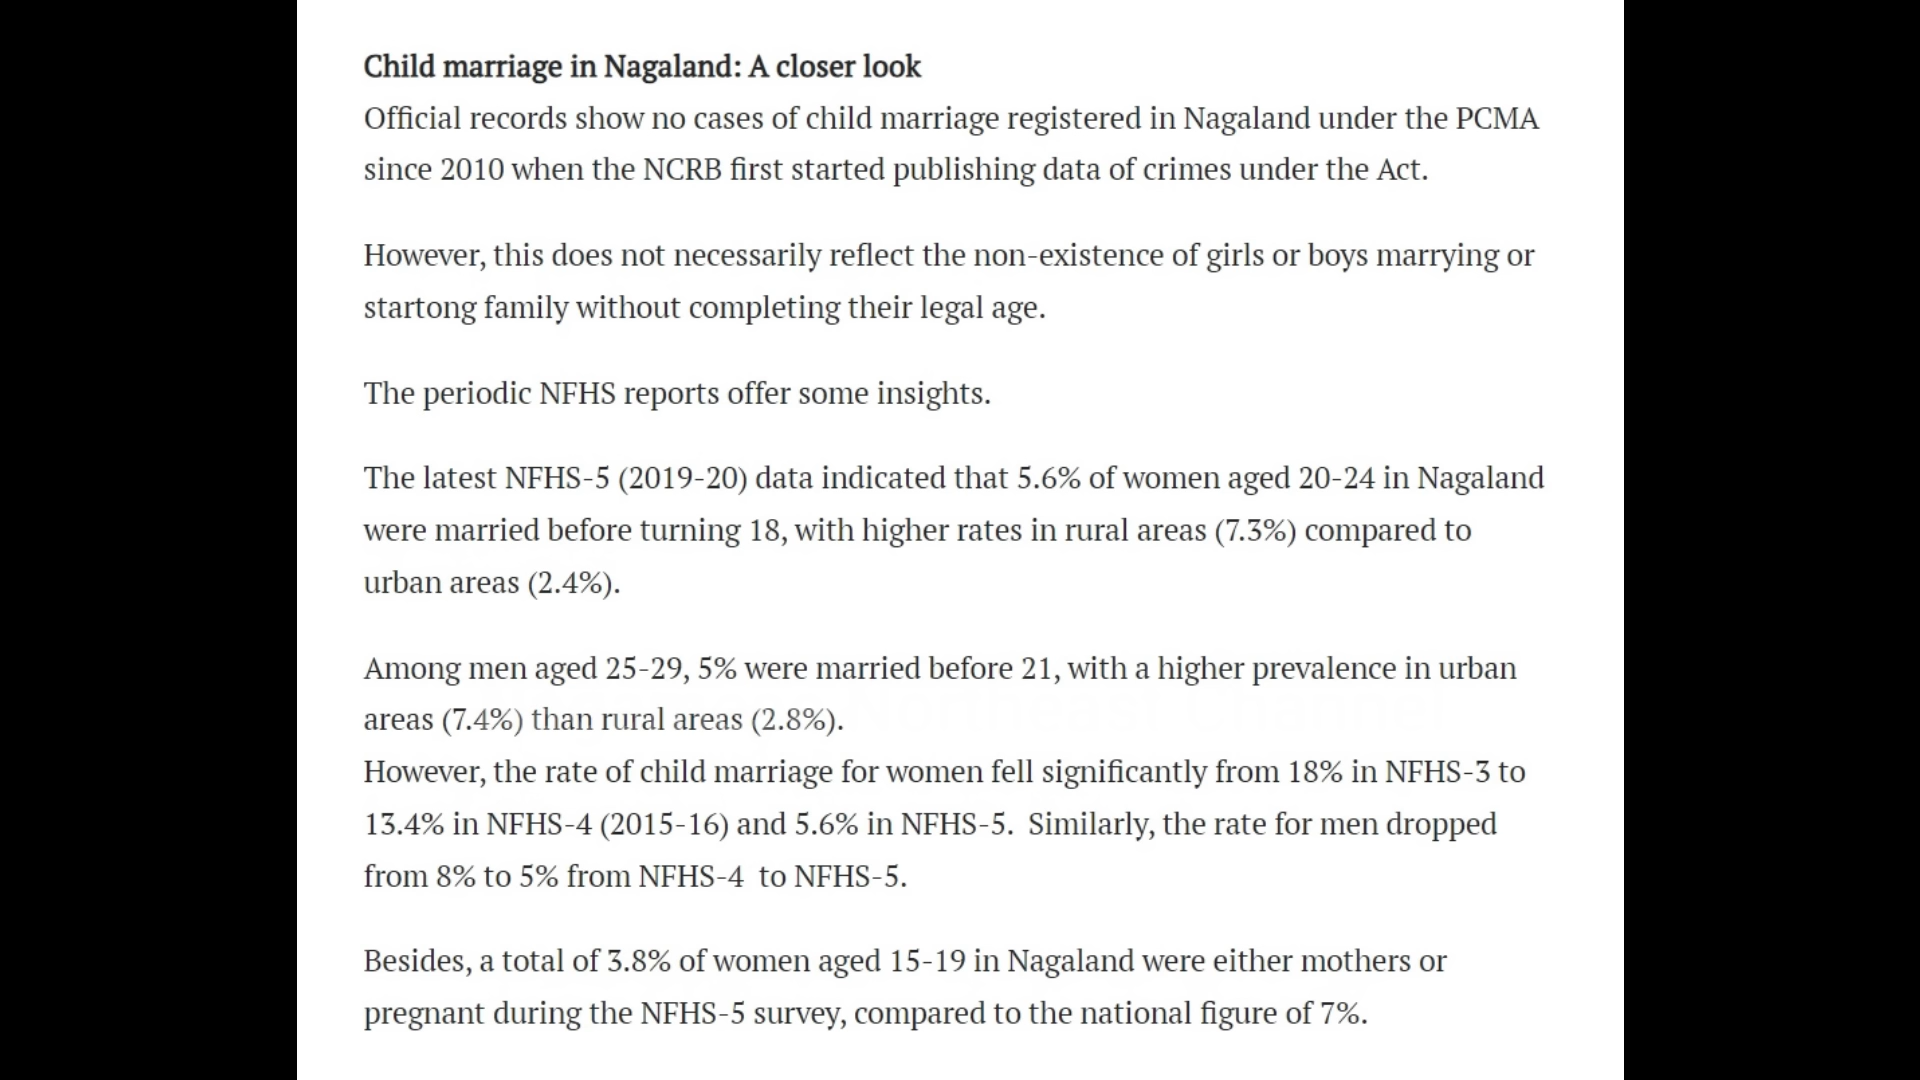 Child marriage in Nagaland: A closer look
Official records show no cases of child marriage registered in Nagaland under the PCMA
since 2010 when the NCRB first started publishing data of crimes under the Act.
However, this does not necessarily reflect the non-existence of girls or boys marrying or
startong family without completing their legal age.
The periodic NFHS reports offer some insights.
The latest NFHS-5 (2019-20) data indicated that 5.6% of women aged 20-24 in Nagaland
were married before turning 18, with higher rates in rural areas (7.3%) compared to
urban areas (2.4%).
Among men aged 25-29, 5% were married before 21, with a higher prevalence in urban
areas (7.4%) than rural areas (2.8%).
However, the rate of child marriage for women fell significantly from 18% in NFHS-3 to
13.4% in NFHS-4 (2015-16) and 5.6% in NFHS-5.  Similarly, the rate for men dropped
from 8% to 5% from NFHS-4  to NFHS-5.
Besides, a total of 3.8% of women aged 15-19 in Nagaland were either mothers or
pregnant during the NFHS-5 survey, compared to the national figure of 7%.